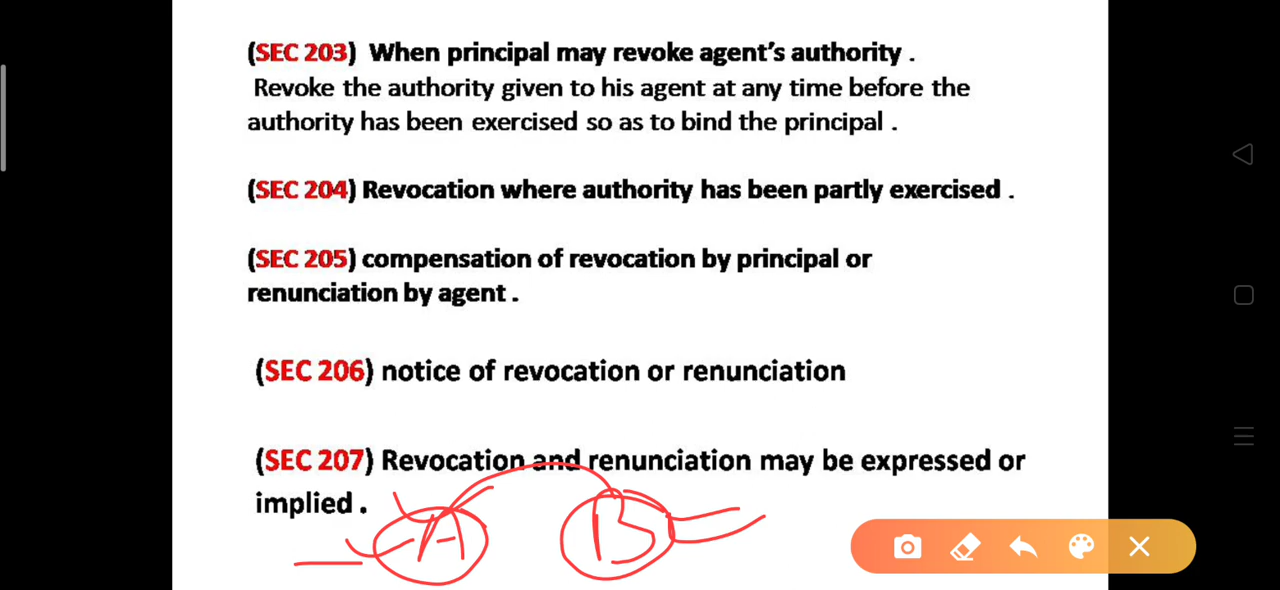 (SEC 203) When principal may revoke agent's authority .
Revoke the authority given to his agent at any time before the
authority has been exercised so as to bind the principal .
(SEC 204) Revocation where authority has been partly exercised .
(SEC 205) compensation of revocation by principal or
renunciation by agent .
(SEC 206) notice of revocation or renunciation
(SEC 207) Revocation and renunciation may be expressed or
implied .
A B